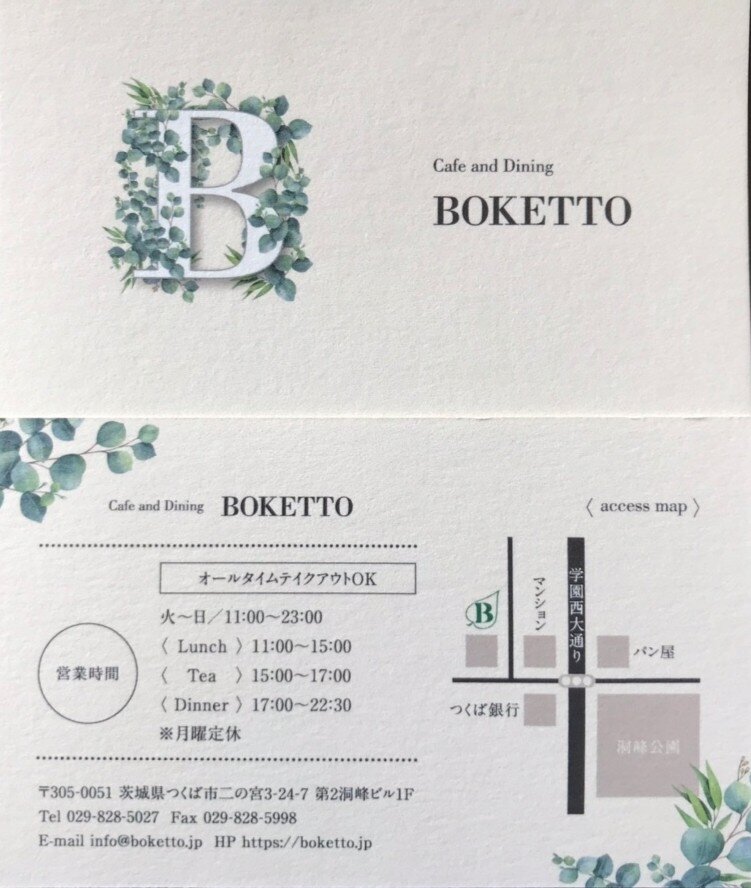 B
Cafe and Dining
BOKETTO
Cafe and Dining BOKETTO
オールタイムテイクアウトOK
営業時間
火〜日/11:00〜23:00
〈 Lunch 〉11:00〜15:00
〈 Tea 〉15:00〜17:00
〈 Dinner 〉17:00〜22:30
※月曜定休
〒305-0051 茨城県つくば市二の宮3-24-7 第2洞峰ビル1F
Tel 029-828-5027 Fax 029-828-5998
E-mail info@boketto.jp HP https://boketto.jp
〈 access map 〉
B
マンション
学園西大通り
パン屋
つくば銀行
洞峰公園